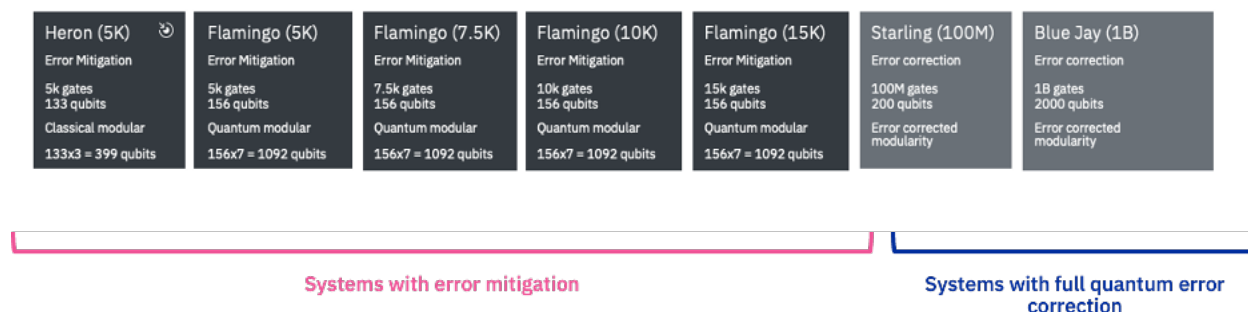 Heron (5K)
Error Mitigation
5k gates
133 qubits
Classical modular
133x3 = 399 qubits
Flamingo (5K)
Error Mitigation
5k gates
156 qubits
Quantum modular
156x7 = 1092 qubits
Flamingo (7.5K)
Error Mitigation
7.5k gates
156 qubits
Quantum modular
156x7 = 1092 qubits
Flamingo (10K)
Error Mitigation
10k gates
156 qubits
Quantum modular
156x7 = 1092 qubits
Flamingo (15K)
Error Mitigation
15k gates
156 qubits
Quantum modular
156x7 = 1092 qubits
Starling (100M)
Error correction
100M gates
200 qubits
Error corrected
modularity
Blue Jay (1B)
Error correction
1B gates
2000 qubits
Error corrected
modularity
Systems with error mitigation
Systems with full quantum error
correction